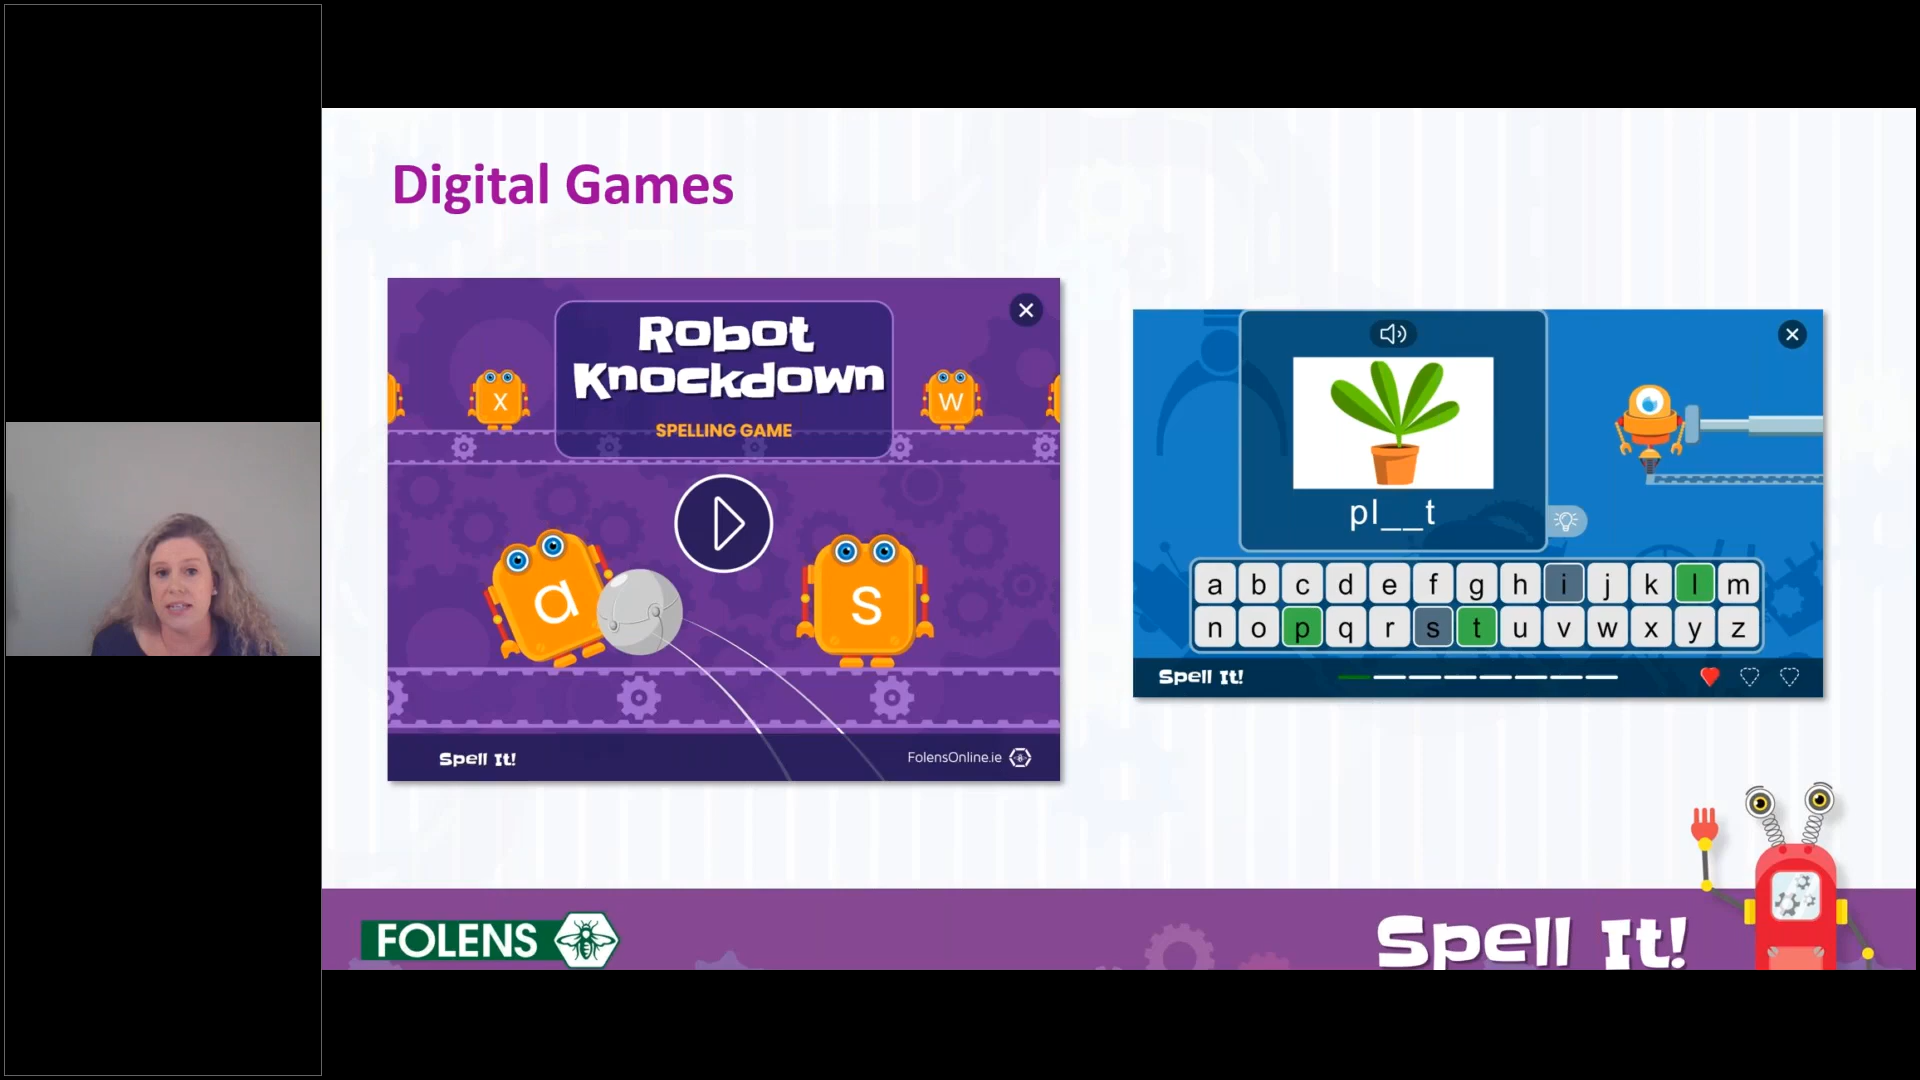 Digital Games
Robot
Knockdown
SPELLING GAME
x
w
a
s
Spell It!
FolensOnline.ie
pl__t
a b c d e f g h i j k l m
n o p q r s t u v w x y z
Spell It!
FOLENS
Spell It!